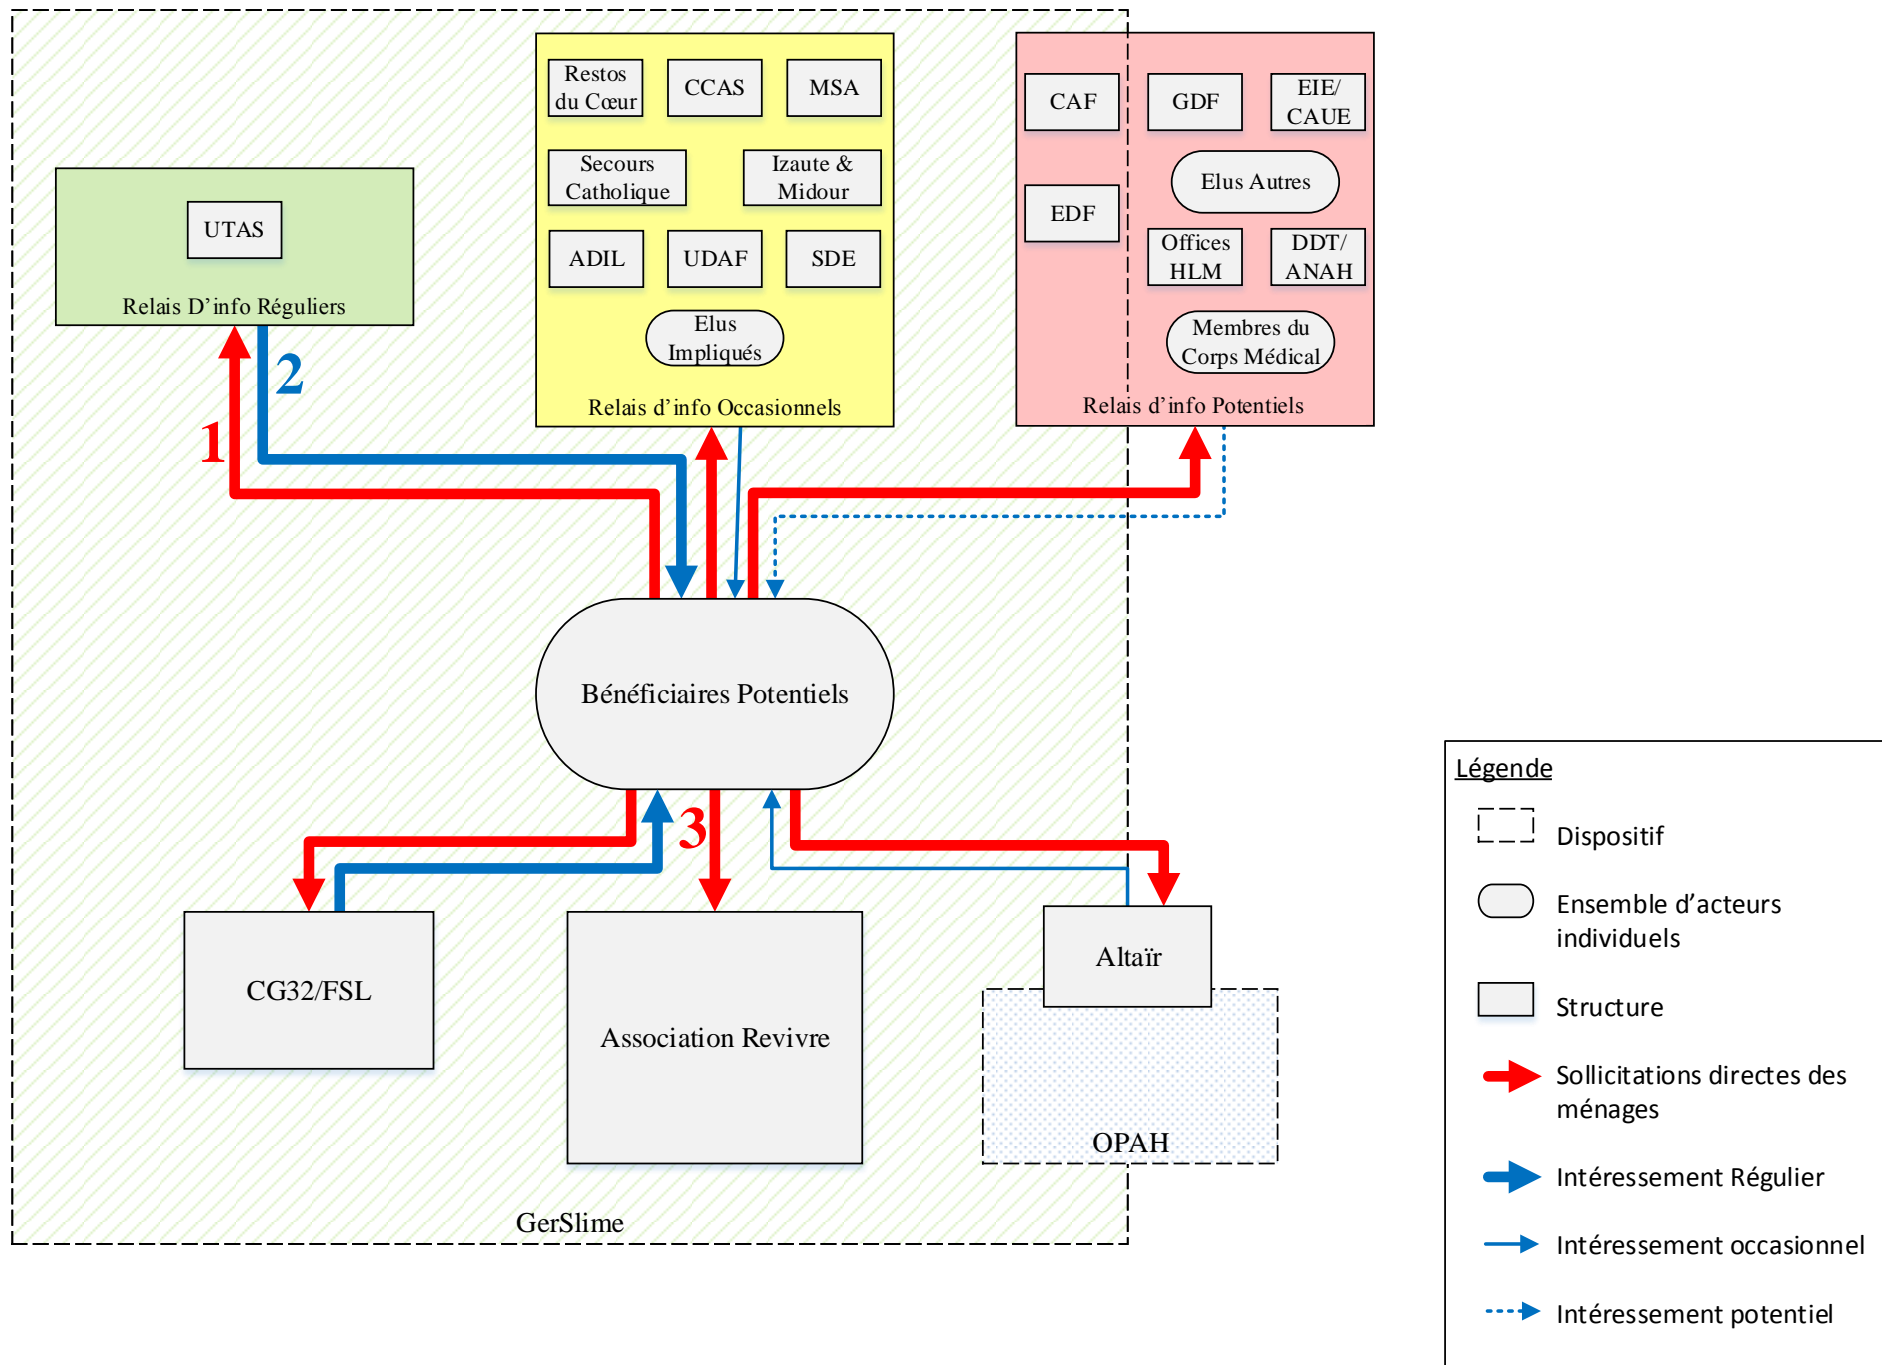 Restos
du Cœur
CCAS
MSA
Secours
Catholique
Izaute &
Midour
ADIL
UDAF
SDE
Elus
Impliqués
Relais d'info Occasionnels
CAF
GDF
EIE/
CAUE
Elus Autres
EDF
Offices
HLM
DDT/
ANAH
Membres du
Corps Médical
Relais d'info Potentiels
UTAS
Relais D'info Réguliers
2
1
Bénéficiaires Potentiels
3
CG32/FSL
Association Revivre
Altaïr
OPAH
GerSlime
Légende
Dispositif
Ensemble d'acteurs
individuels
Structure
Sollicitations directes des
ménages
Intéressement Régulier
Intéressement occasionnel
Intéressement potentiel